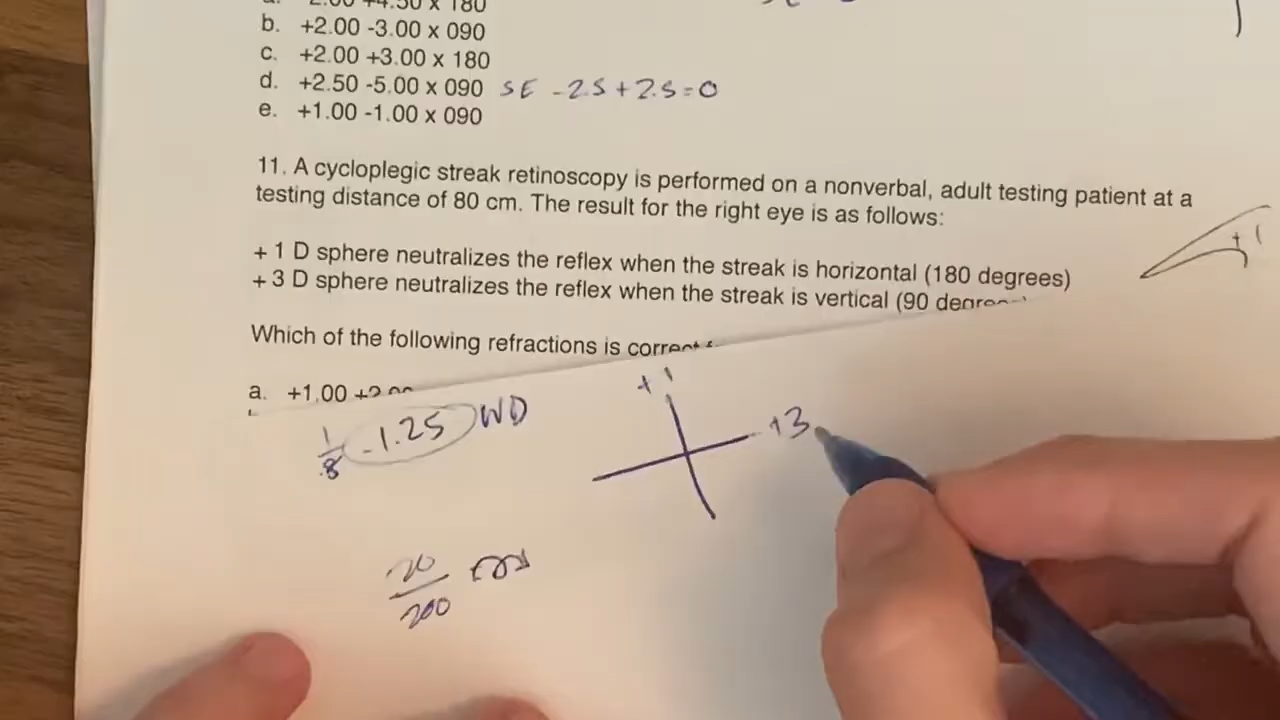 b. +2.00 -3.00 x 090
c. +2.00 +3.00 x 180
d. +2.50 -5.00 x 090 SE -2.5 + 2.5 = 0
e. +1.00 -1.00 x 090
11. A cycloplegic streak retinoscopy is performed on a nonverbal, adult testing patient at a
testing distance of 80 cm. The result for the right eye is as follows:
+ 1 D sphere neutralizes the reflex when the streak is horizontal (180 degrees)
+ 3 D sphere neutralizes the reflex when the streak is vertical (90
Which of the following refractions is correct
a. +1.00
+1
+1
1/.8 -1.25 WD
+3
20/200